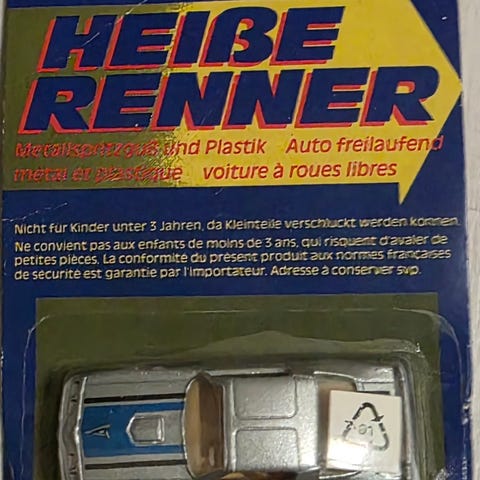 HEIßE
RENNER
Metallspritzguß und Plastik Auto freilaufend
métal et plastique voiture à roues libres
Nicht für Kinder unter 3 Jahren, da Kleinteile verschluckt werden können.
Ne convient pas aux enfants de moins de 3 ans, qui risquent d'avaler de
petites pièces. La conformité du présent produit aux normes françaises
de sécurité est garantie par l'importateur. Adresse à conserver svp.